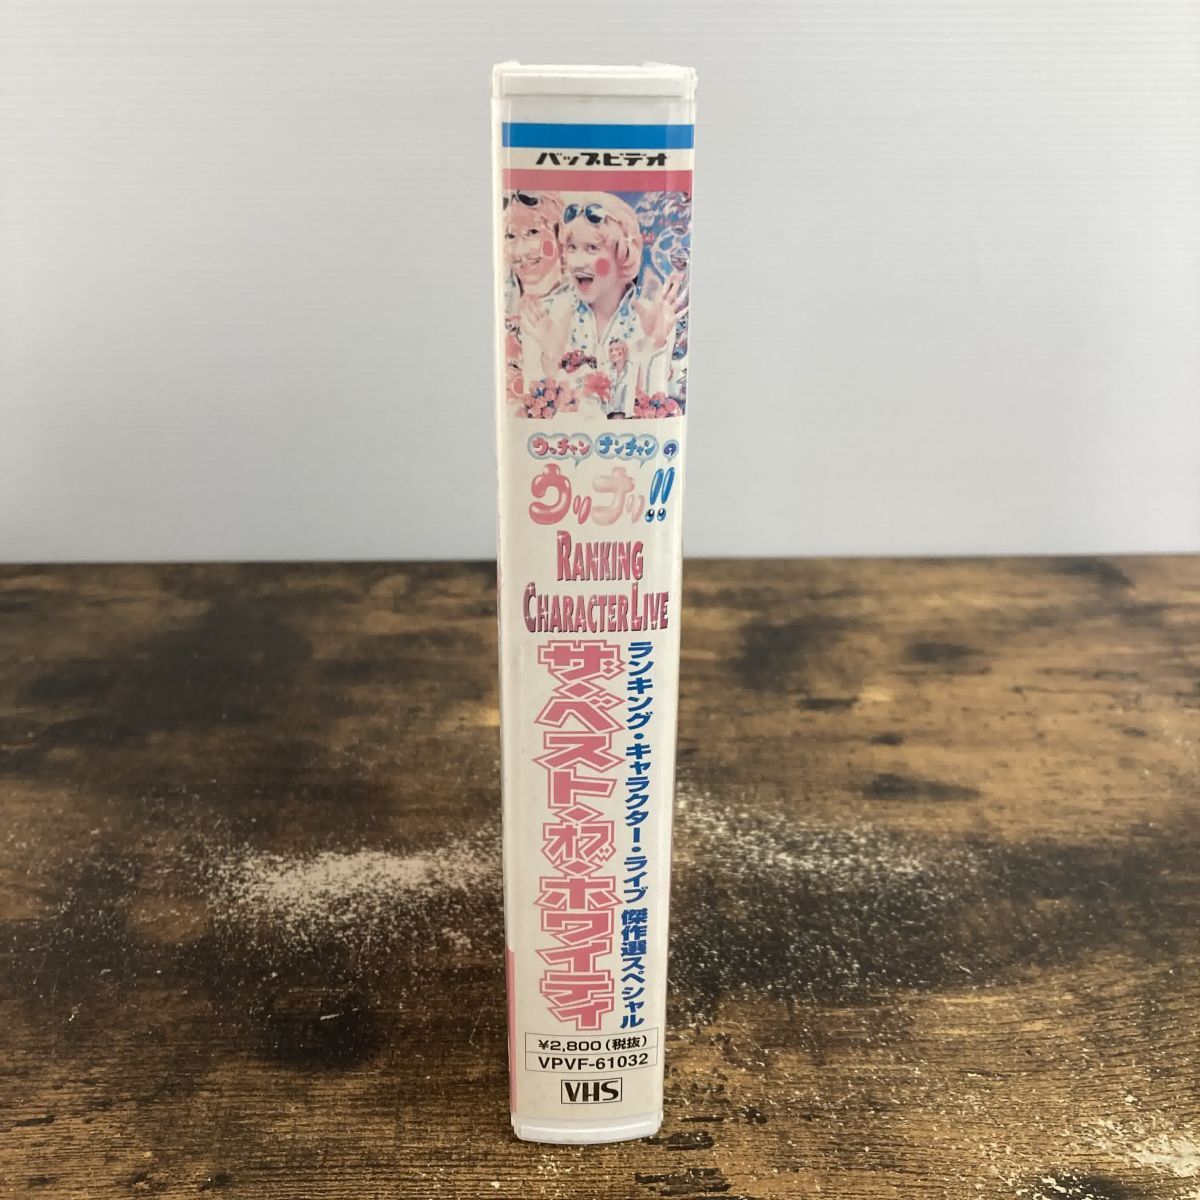 バップビデオ
ウッチャンナンチャンの
ウリナリ!!
RANKING
CHARACTER LIVE
ランキング・キャラクター・ライブ 傑作選スペシャル
ザ・ベスト・オブ・ホワイティ
¥2,800(税抜)
VPVF-61032
VHS